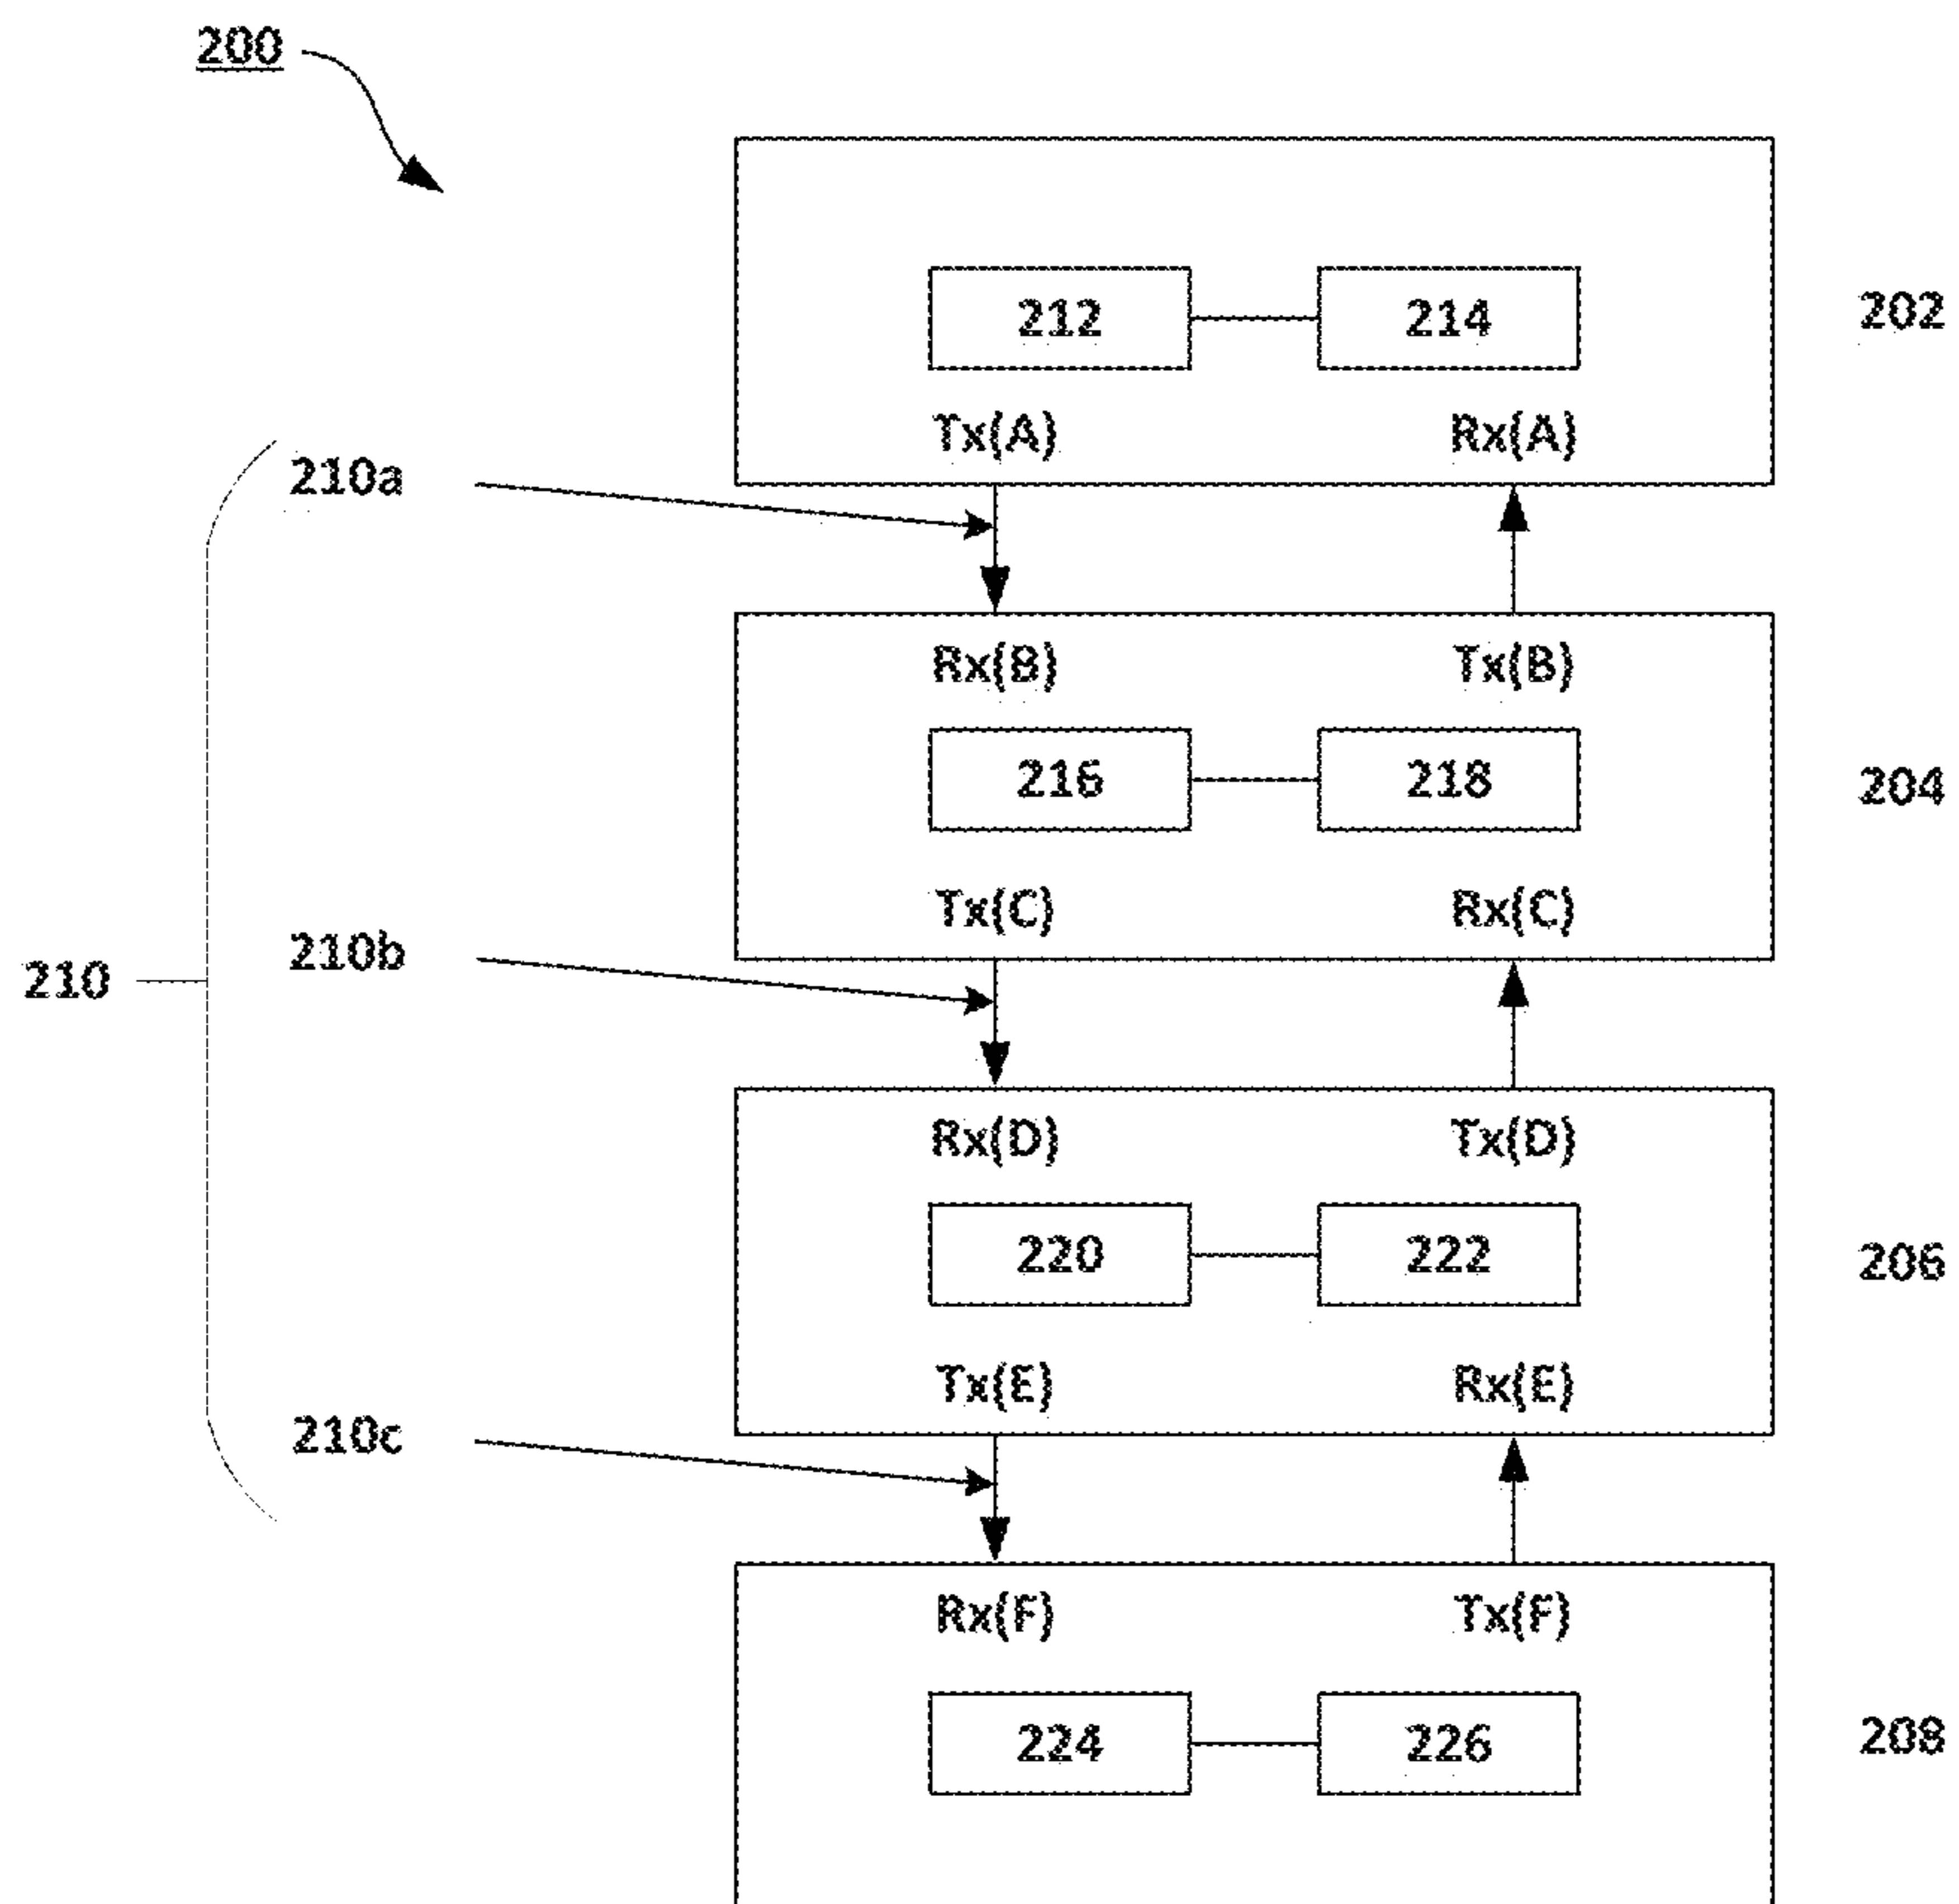 200
212 214
202
Tx(A) Rx(A)
210a
Rx(B) Tx(B)
216 218
204
Tx(C) Rx(C)
210b
210
Rx(D) Tx(D)
220 222
206
Tx(E) Rx(E)
210c
Rx(F) Tx(F)
224 226
208